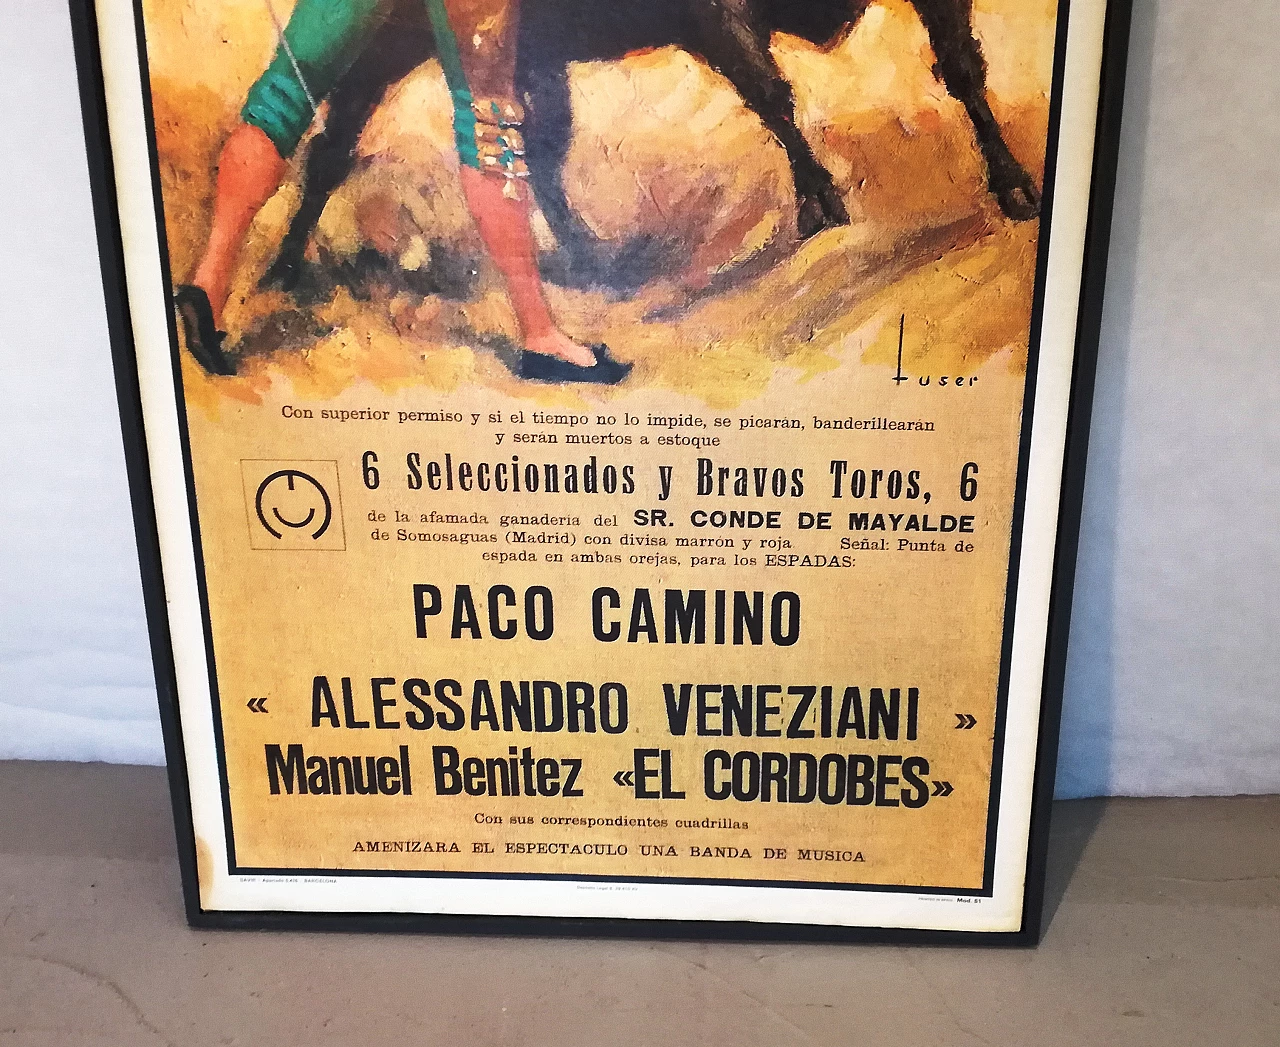 tuser
Con superior permiso y si el tiempo no lo impide, se picarán, banderillearán
y serán muertos a estoque
6 Seleccionados y Bravos Toros, 6
de la afamada ganaderia del SR. CONDE DE MAYALDE
de Somosaguas (Madrid) con divisa marrón y roja Señal: Punta de
espada en ambas orejas, para los ESPADAS:
PACO CAMINO
« ALESSANDRO VENEZIANI »
Manuel Benitez «EL CORDOBES»
Con sus correspondientes cuadrillas
AMENIZARA EL ESPECTACULO UNA BANDA DE MUSICA
BARCELONA
Mod. 51